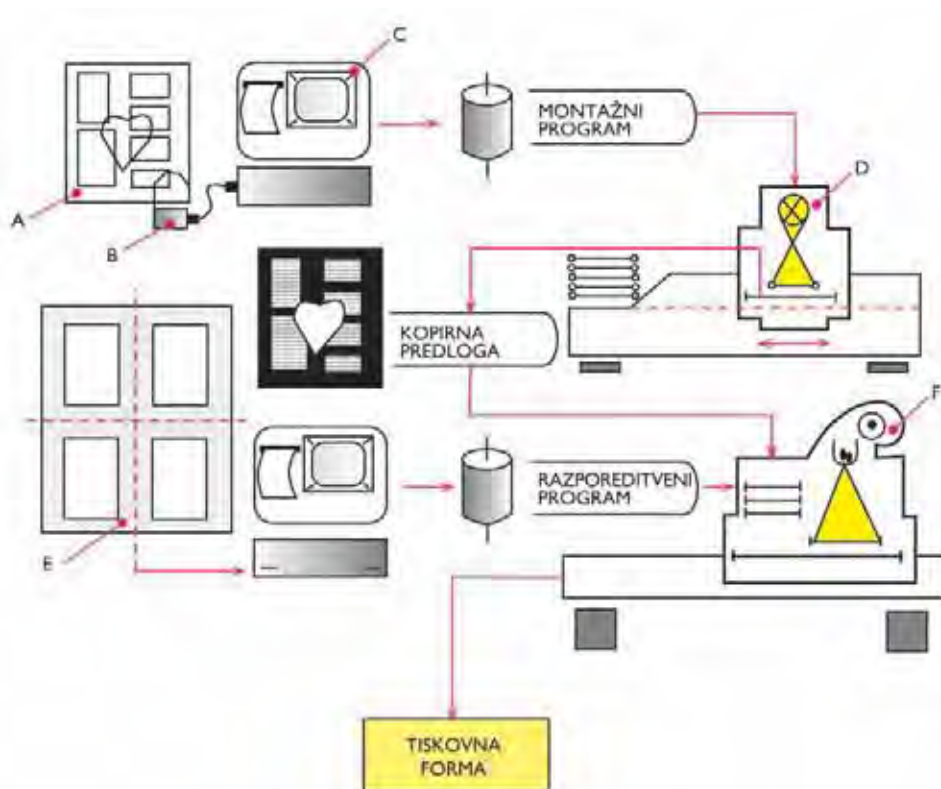 C
MONTAŽNI
PROGRAM
D
A
B
KOPIRNA
PREDLOGA
F
RAZPOREDITVENI
PROGRAM
E
TISKOVNA
FORMA